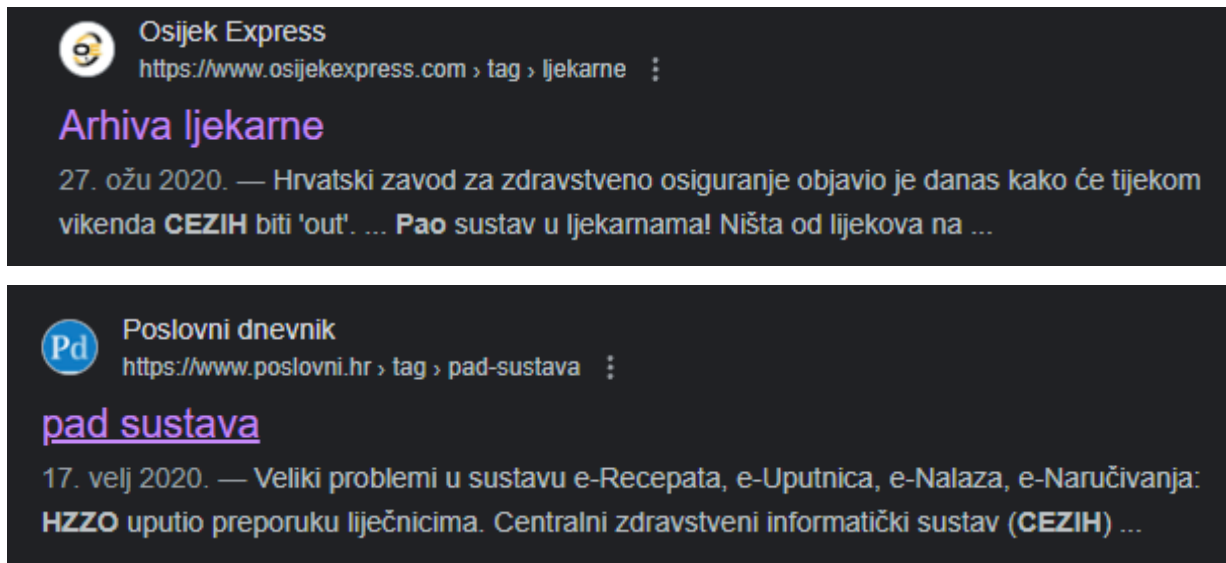 Osijek Express
https://www.osijekexpress.com › tag › ljekarne
Arhiva ljekarne
27. ožu 2020. — Hrvatski zavod za zdravstveno osiguranje objavio je danas kako će tijekom
vikenda CEZIH biti 'out'. ... Pao sustav u ljekarnama! Ništa od lijekova na ...
Pd
Poslovni dnevnik
https://www.poslovni.hr › tag › pad-sustava
pad sustava
17. velj 2020. — Veliki problemi u sustavu e-Recepata, e-Uputnica, e-Nalaza, e-Naručivanja:
HZZO uputio preporuku liječnicima. Centralni zdravstveni informatički sustav (CEZIH) ...